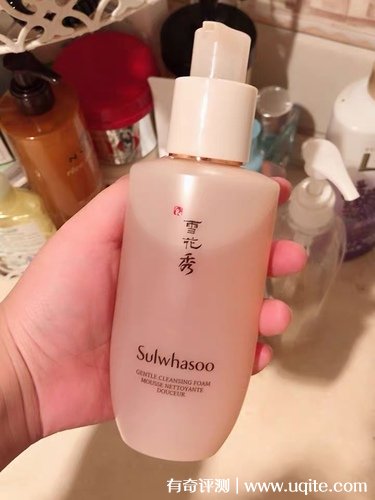 雪
花
秀
Sulwhasoo
GENTLE CLEANSING FOAM
MOUSSE NETTOYANTE
DOUCEUR
有奇评测 | www.uqite.com